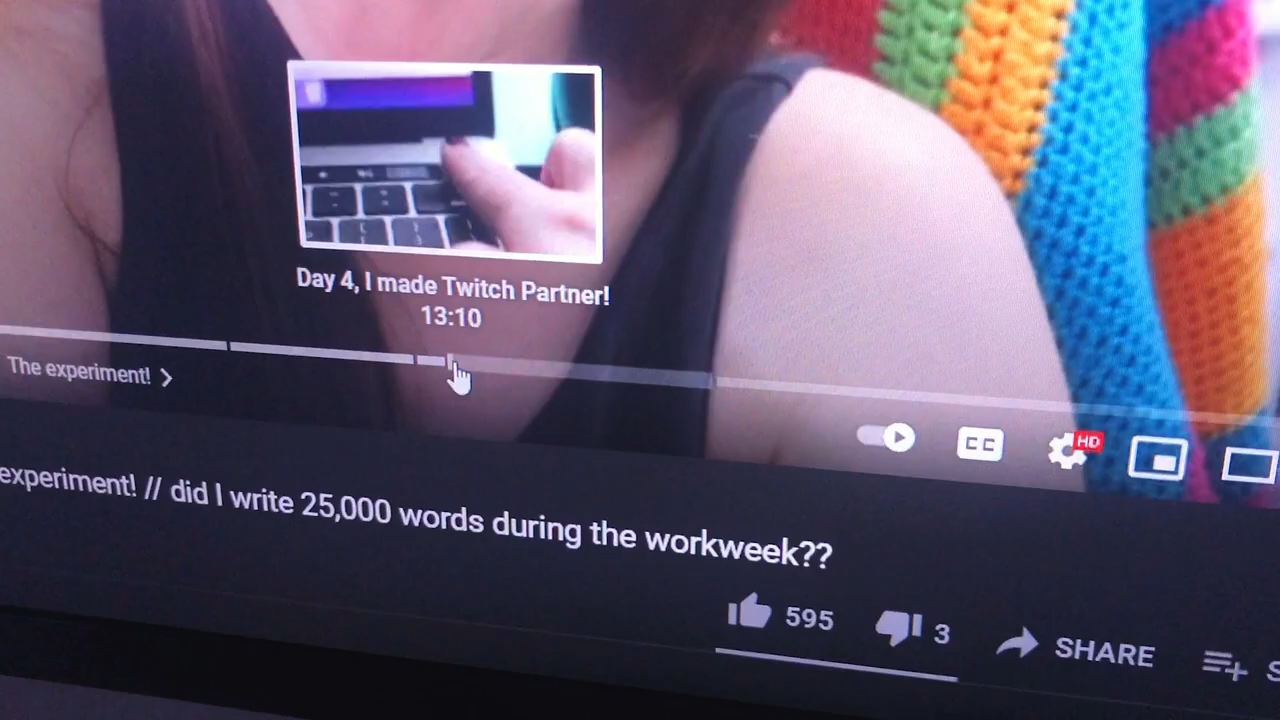 Day 4, I made Twitch Partner!
13:10
The experiment!
CC
HD
experiment! // did I write 25,000 words during the workweek??
595
3
SHARE
S